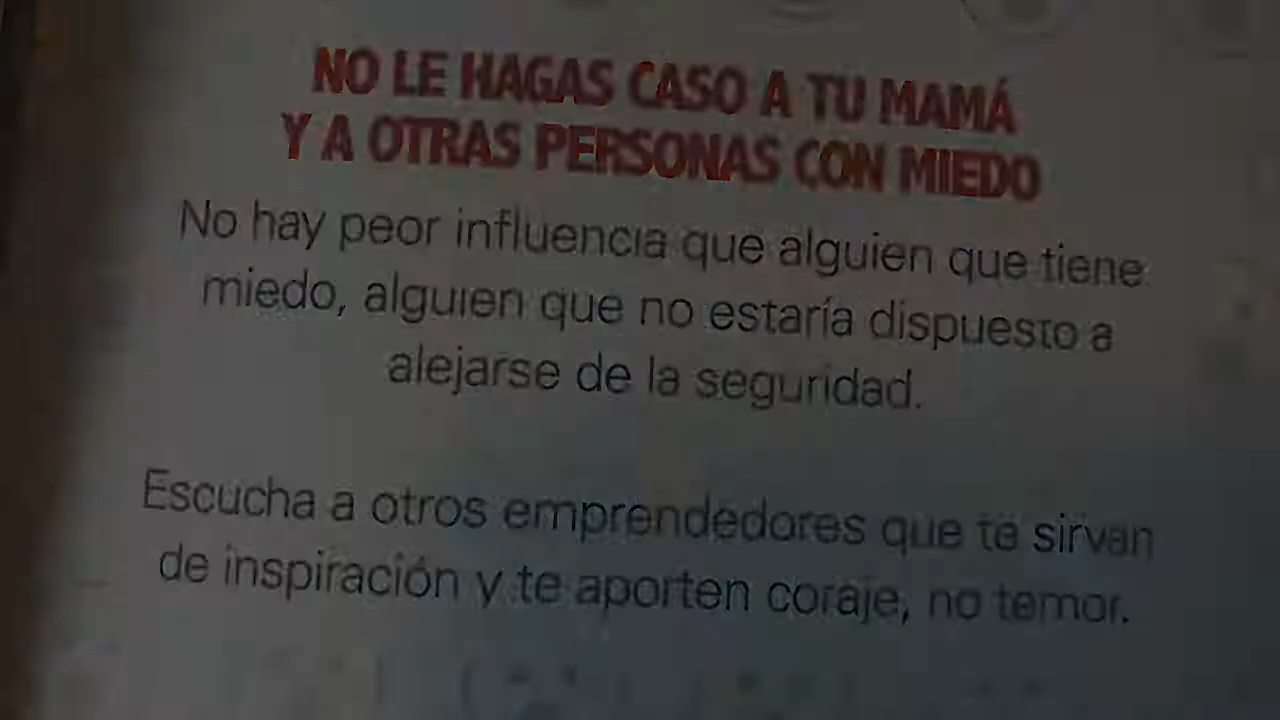 NO LE HAGAS CASO A TU MAMÁ
Y A OTRAS PERSONAS CON MIEDO
No hay peor influencia que alguien que tiene
miedo, alguien que no estaría dispuesto a
alejarse de la seguridad.
Escucha a otros emprendedores que te sirvan
de inspiración y te aporten coraje, no temor.